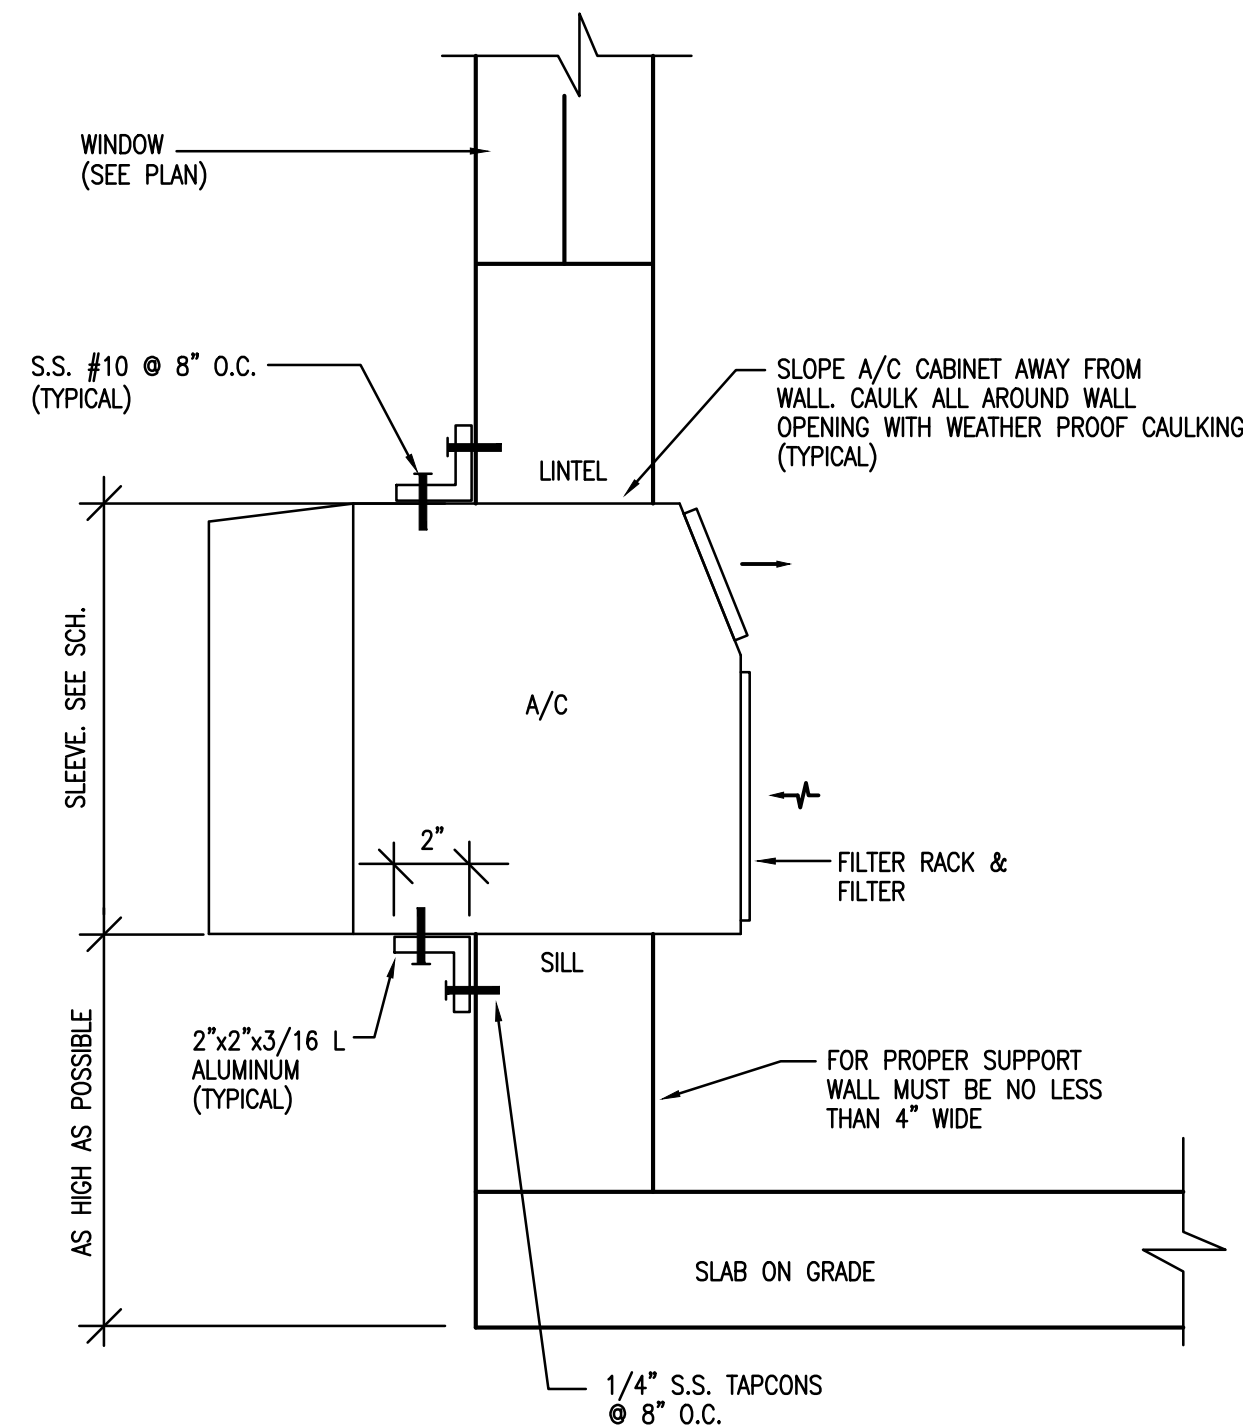 WINDOW
(SEE PLAN)
S.S. #10 @ 8" O.C.
(TYPICAL)
SLOPE A/C CABINET AWAY FROM
WALL. CAULK ALL AROUND WALL
OPENING WITH WEATHER PROOF CAULKING
(TYPICAL)
LINTEL
SLEEVE. SEE SCH.
A/C
2"
FILTER RACK &
FILTER
SILL
AS HIGH AS POSSIBLE
2"x2"x3/16 L
ALUMINUM
(TYPICAL)
FOR PROPER SUPPORT
WALL MUST BE NO LESS
THAN 4" WIDE
SLAB ON GRADE
1/4" S.S. TAPCONS
@ 8" O.C.